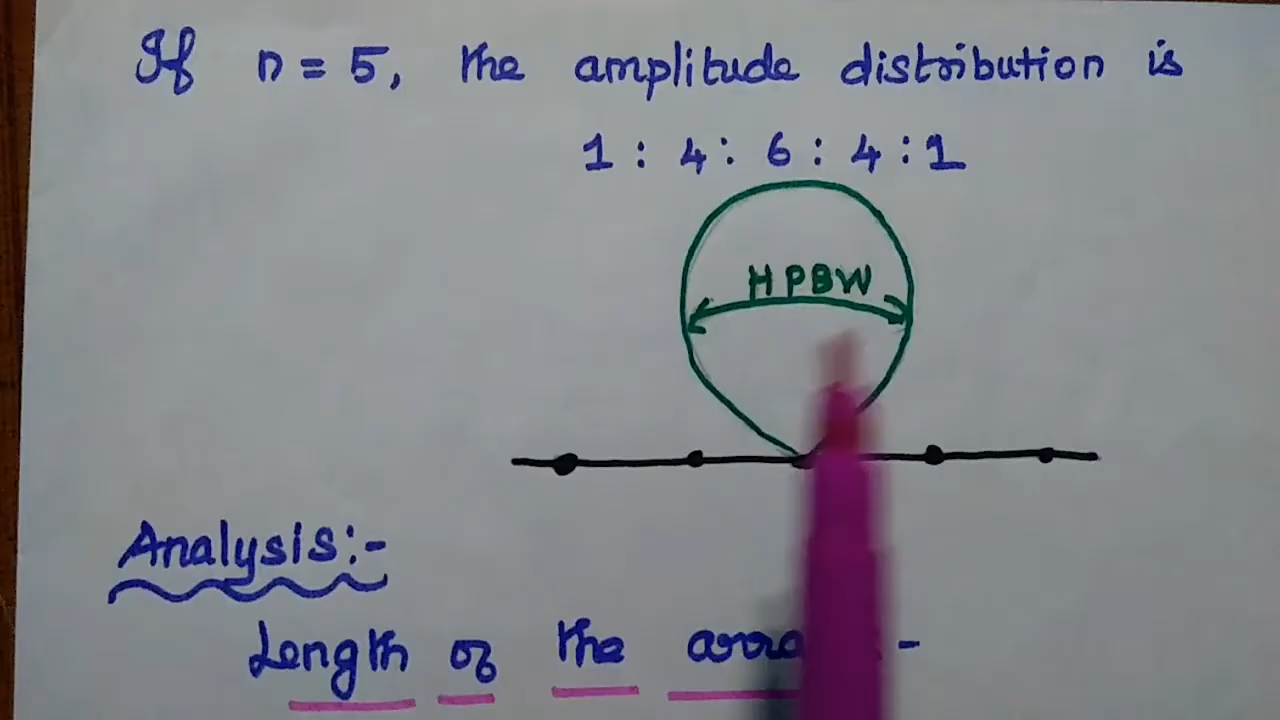 If n = 5, the amplitude distribution is
1 : 4 : 6 : 4 : 1
HPBW
Analysis:-
Length of the